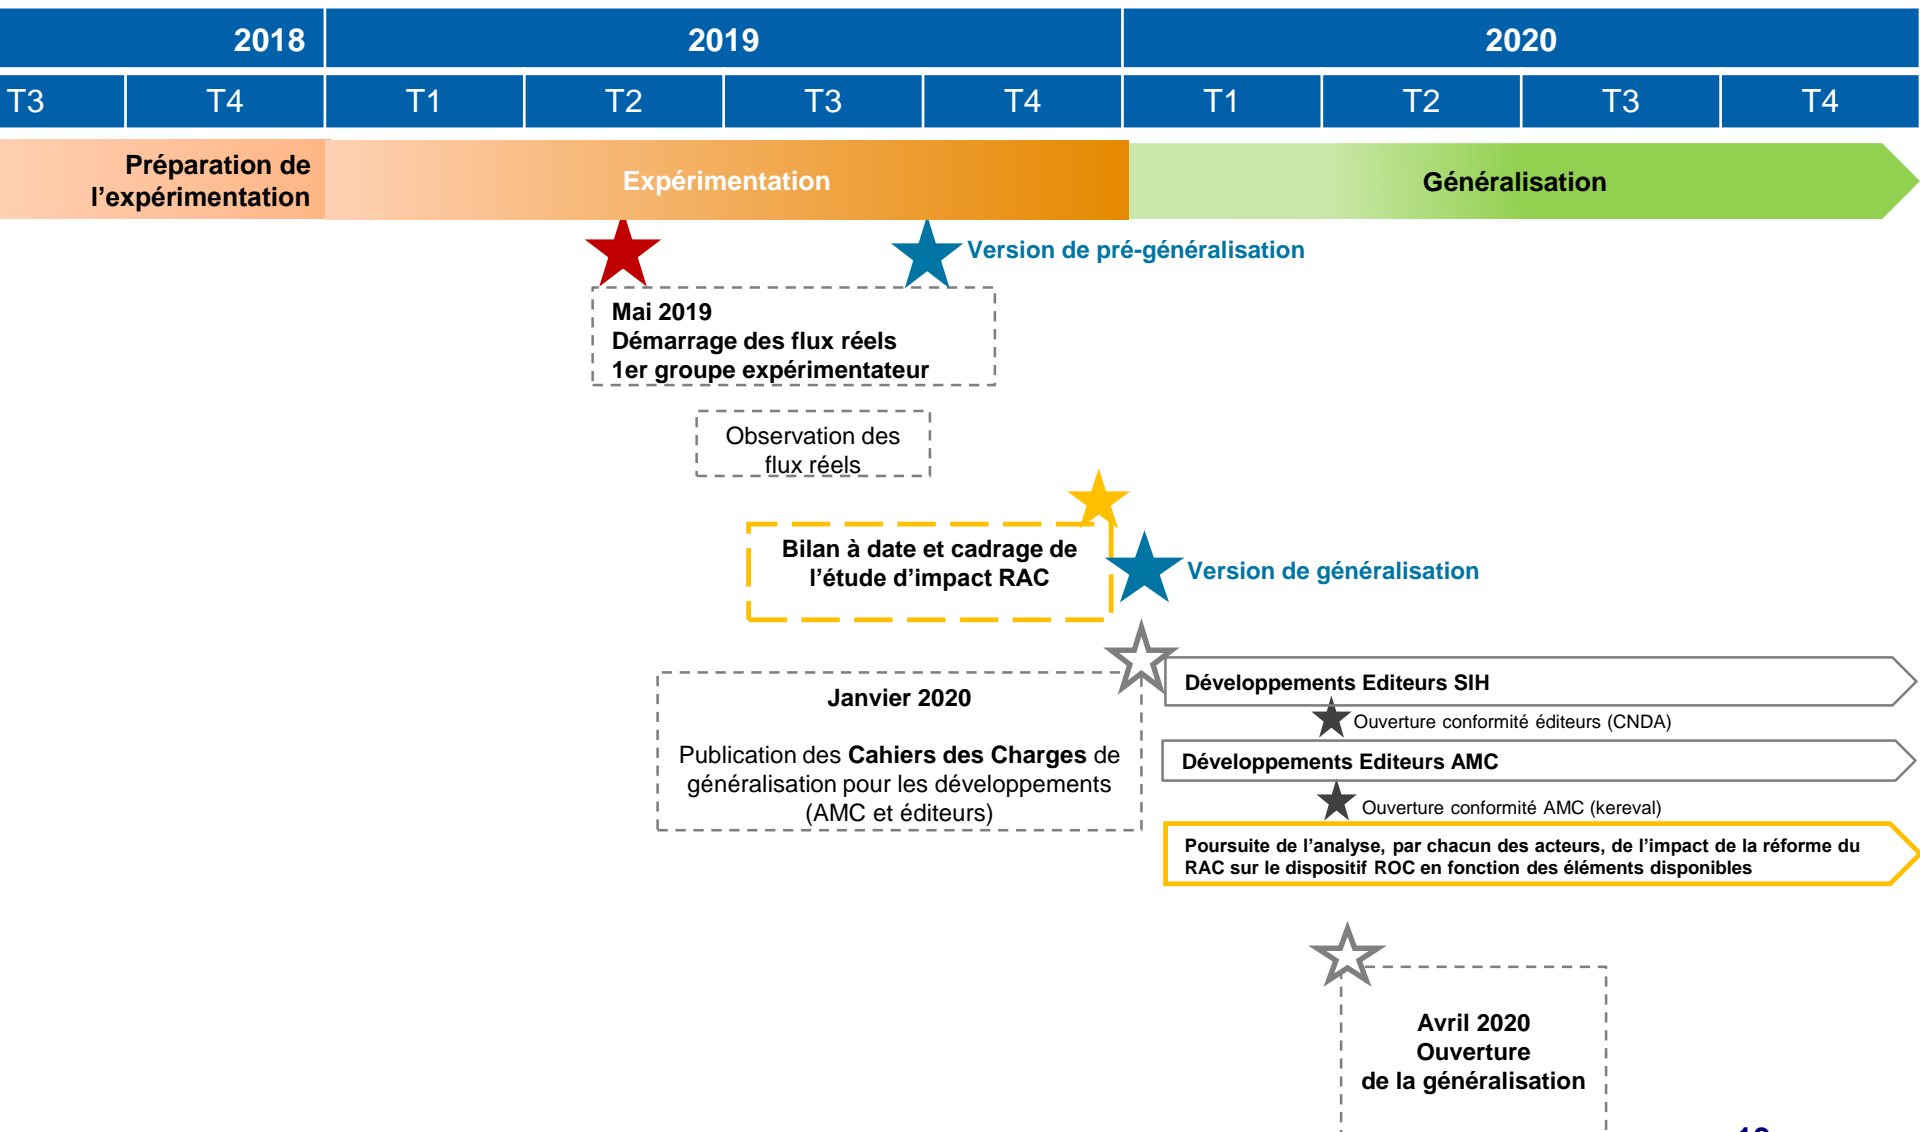 2018
2019
2020
T3
T4
T1
T2
T3
T4
T1
T2
T3
T4
Préparation de
l'expérimentation
Expérimentation
Généralisation
Version de pré-généralisation
Mai 2019
Démarrage des flux réels
1er groupe expérimentateur
Observation des
flux réels
Bilan à date et cadrage de
l'étude d'impact RAC
Version de généralisation
Janvier 2020
Publication des Cahiers des Charges de
généralisation pour les développements
(AMC et éditeurs)
Développements Editeurs SIH
Ouverture conformité éditeurs (CNDA)
Développements Editeurs AMC
Ouverture conformité AMC (kereval)
Poursuite de l'analyse, par chacun des acteurs, de l'impact de la réforme du
RAC sur le dispositif ROC en fonction des éléments disponibles
Avril 2020
Ouverture
de la généralisation